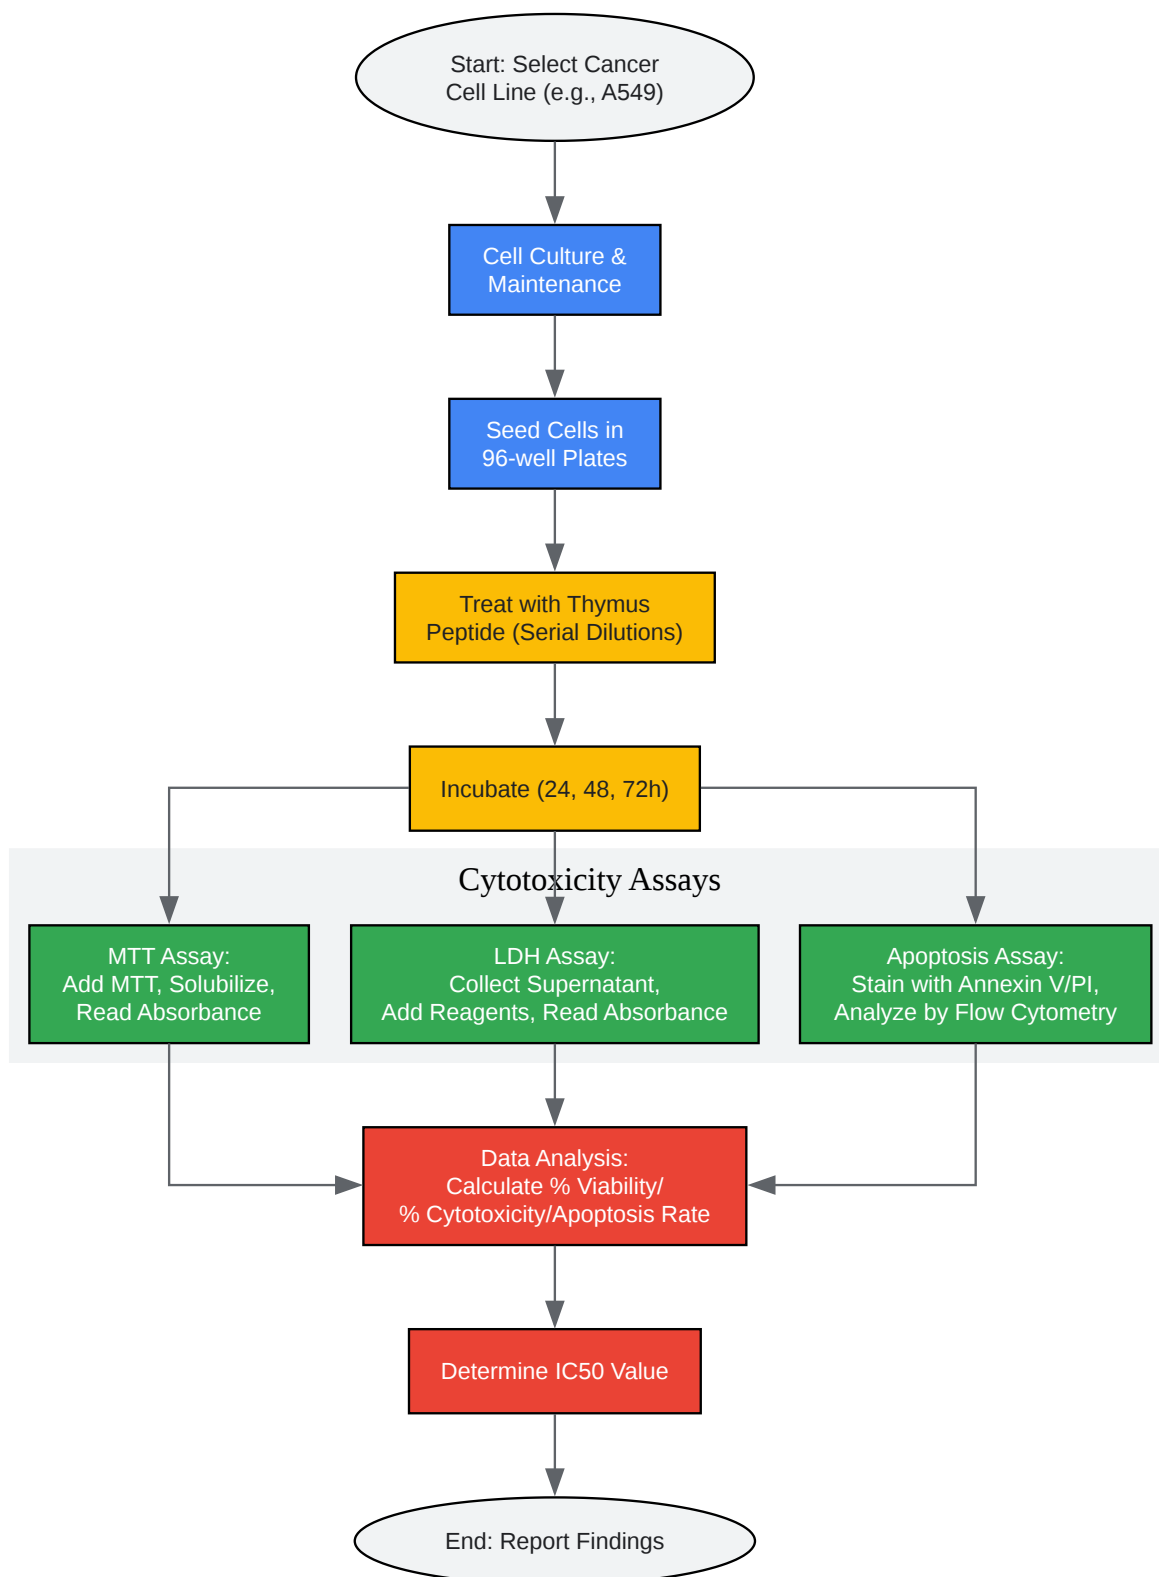 Start: Select Cancer
Cell Line (e.g., A549)
Cell Culture &
Maintenance
Seed Cells in
96-well Plates
Treat with Thymus
Peptide (Serial Dilutions)
Incubate (24, 48, 72h)
Cytotoxicity Assays
MTT Assay:
Add MTT, Solubilize,
Read Absorbance
LDH Assay:
Collect Supernatant,
Add Reagents, Read Absorbance
Apoptosis Assay:
Stain with Annexin V/PI,
Analyze by Flow Cytometry
Data Analysis:
Calculate % Viability/
% Cytotoxicity/Apoptosis Rate
Determine IC50 Value
End: Report Findings